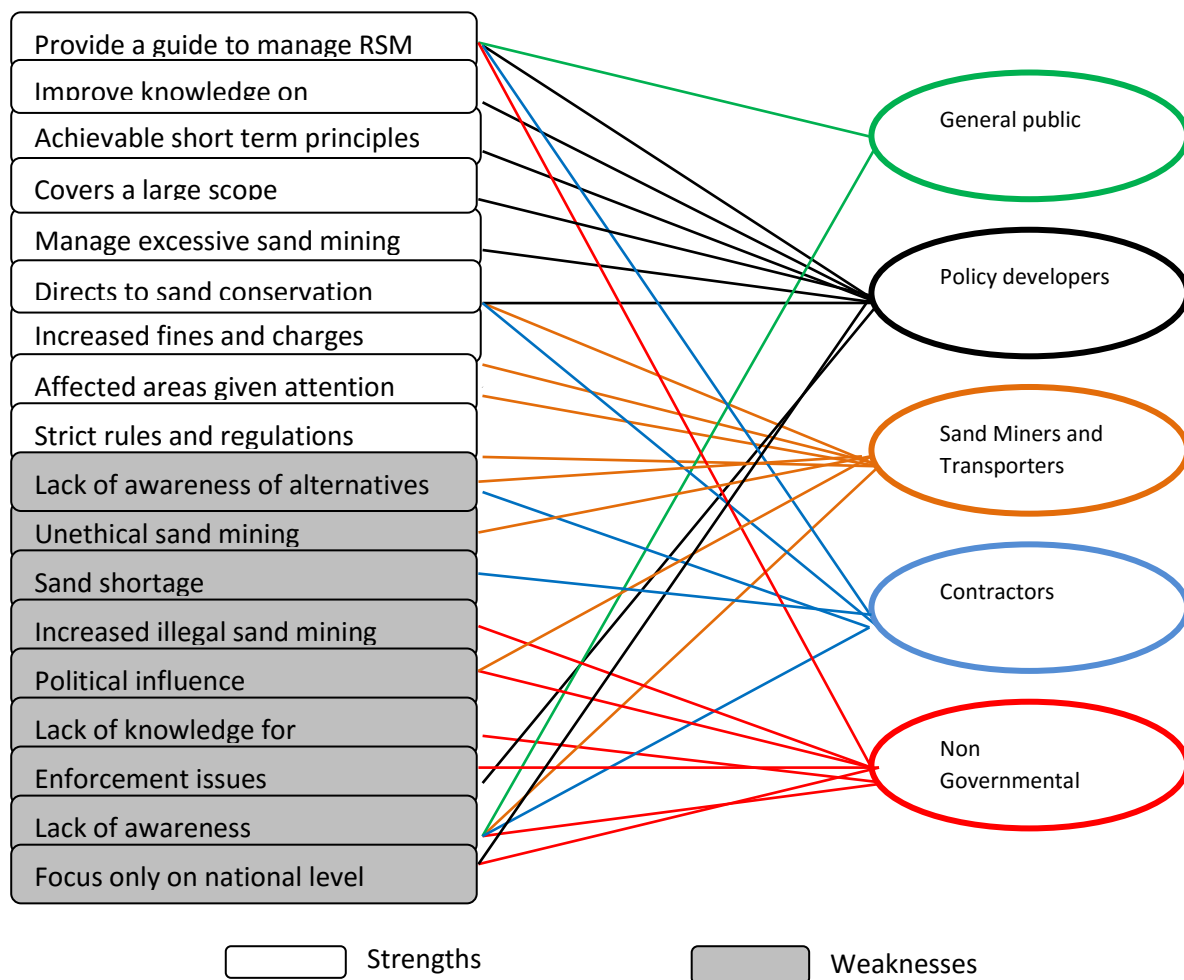 Provide a guide to manage RSM
Improve knowledge on
Achievable short term principles
Covers a large scope
Manage excessive sand mining
Directs to sand conservation
Increased fines and charges
Affected areas given attention
Strict rules and regulations
Lack of awareness of alternatives
Unethical sand mining
Sand shortage
Increased illegal sand mining
Political influence
Lack of knowledge for
Enforcement issues
Lack of awareness
Focus only on national level
General public
Policy developers
Sand Miners and
Transporters
Contractors
Non
Governmental
Strengths
Weaknesses